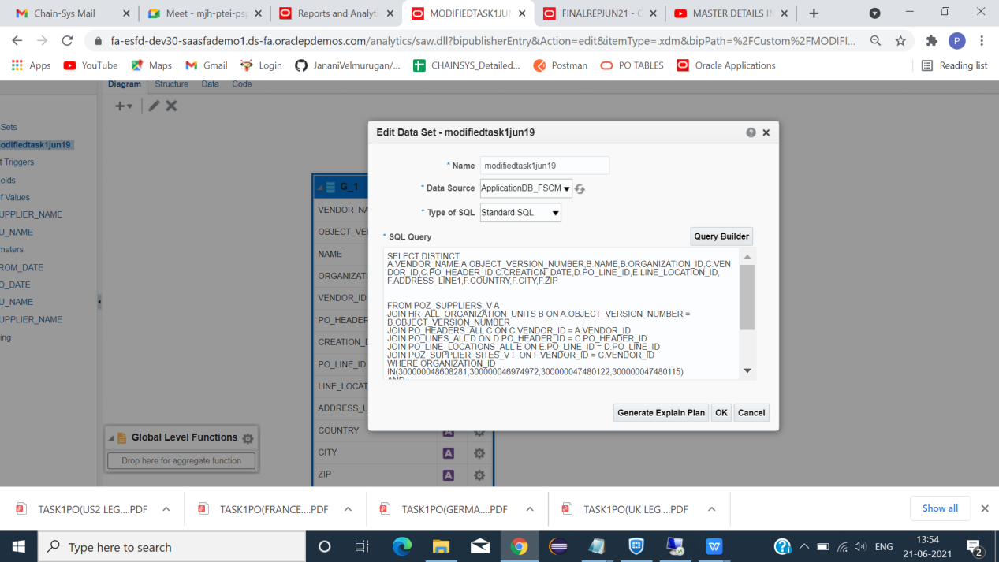 Chain-Sys Mail
Meet - mjh-ptei-psp
Reports and Analyti
MODIFIEDTASK1JUN
FINALREPJUN21 - O
MASTER DETAILS IN
fa-esfd-dev30-saasfademo1.ds-fa.oraclepdemos.com/analytics/saw.dll?bipublisherEntry&Action=edit&itemType=.xdm&bipPath=%2FCustom%2FMODIFI...
P
Apps
YouTube
Maps
Gmail
Login
JananiVelmurugan/...
CHAINSYS_Detailed...
Postman
PO TABLES
Oracle Applications
Reading list
Diagram
Structure
Data
Code
Sets
odifiedtask1jun19
t Triggers
elds
f Values
UPPLIER_NAME
U_NAME
meters
ROM_DATE
O_DATE
U_NAME
UPPLIER_NAME
ing
G_1
VENDOR_NA
OBJECT_VE
NAME
ORGANIZAT
VENDOR_ID
PO_HEADER
CREATION_D
PO_LINE_ID
LINE_LOCAT
ADDRESS_L
COUNTRY A
CITY A
ZIP A
Global Level Functions
Drop here for aggregate function
Edit Data Set - modifiedtask1jun19
* Name modifiedtask1jun19
* Data Source ApplicationDB_FSCM
* Type of SQL Standard SQL
* SQL Query
Query Builder
SELECT DISTINCT
A.VENDOR_NAME,A.OBJECT_VERSION_NUMBER,B.NAME,B.ORGANIZATION_ID,C.VEN
DOR_ID,C.PO_HEADER_ID,C.CREATION_DATE,D.PO_LINE_ID,E.LINE_LOCATION_ID,
F.ADDRESS_LINE1,F.COUNTRY,F.CITY,F.ZIP
FROM POZ_SUPPLIERS_V A
JOIN HR_ALL_ORGANIZATION_UNITS B ON A.OBJECT_VERSION_NUMBER =
B.OBJECT_VERSION_NUMBER
JOIN PO_HEADERS_ALL C ON C.VENDOR_ID = A.VENDOR_ID
JOIN PO_LINES_ALL D ON D.PO_HEADER_ID = C.PO_HEADER_ID
JOIN PO_LINE_LOCATIONS_ALL E ON E.PO_LINE_ID = D.PO_LINE_ID
JOIN POZ_SUPPLIER_SITES_V F ON F.VENDOR_ID = C.VENDOR_ID
WHERE ORGANIZATION_ID
IN(300000048608281,300000046974972,300000047480122,300000047480115)
AND
Generate Explain Plan
OK
Cancel
TASK1PO(US2 LEG....PDF
TASK1PO(FRANCE....PDF
TASK1PO(GERMA....PDF
TASK1PO(UK LEG....PDF
Show all
Type here to search
W
ENG
13:54
21-06-2021
2